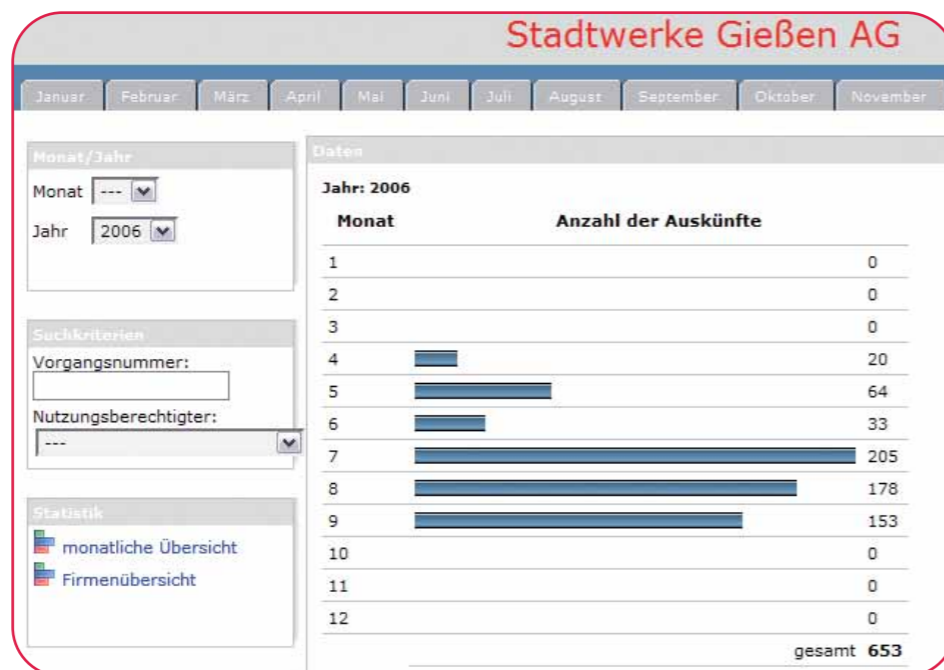 Stadtwerke Gießen AG
Januar Februar März April Mai Juni Juli August September Oktober November
Monat/Jahr
Monat ---
Jahr 2006
Suchkriterien
Vorgangsnummer:
Nutzungsberechtigter:
---
Statistik
monatliche Übersicht
Firmenübersicht
Daten
Jahr: 2006
Monat Anzahl der Auskünfte
1 0
2 0
3 0
4 20
5 64
6 33
7 205
8 178
9 153
10 0
11 0
12 0
gesamt 653